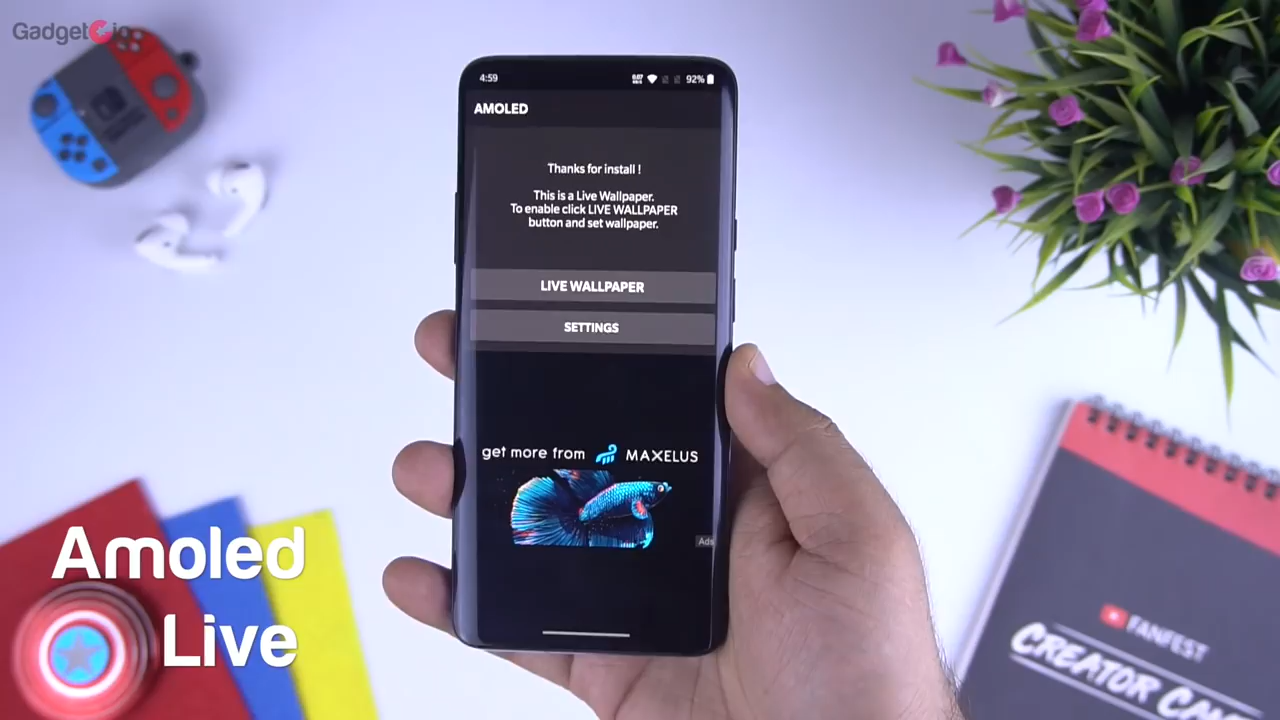 Gadget Gig
4:59
92%
AMOLED
Thanks for install !
This is a Live Wallpaper.
To enable click LIVE WALLPAPER
button and set wallpaper.
LIVE WALLPAPER
SETTINGS
get more from MAXELUS
Ads
Amoled
Live
FANFEST
CREATOR